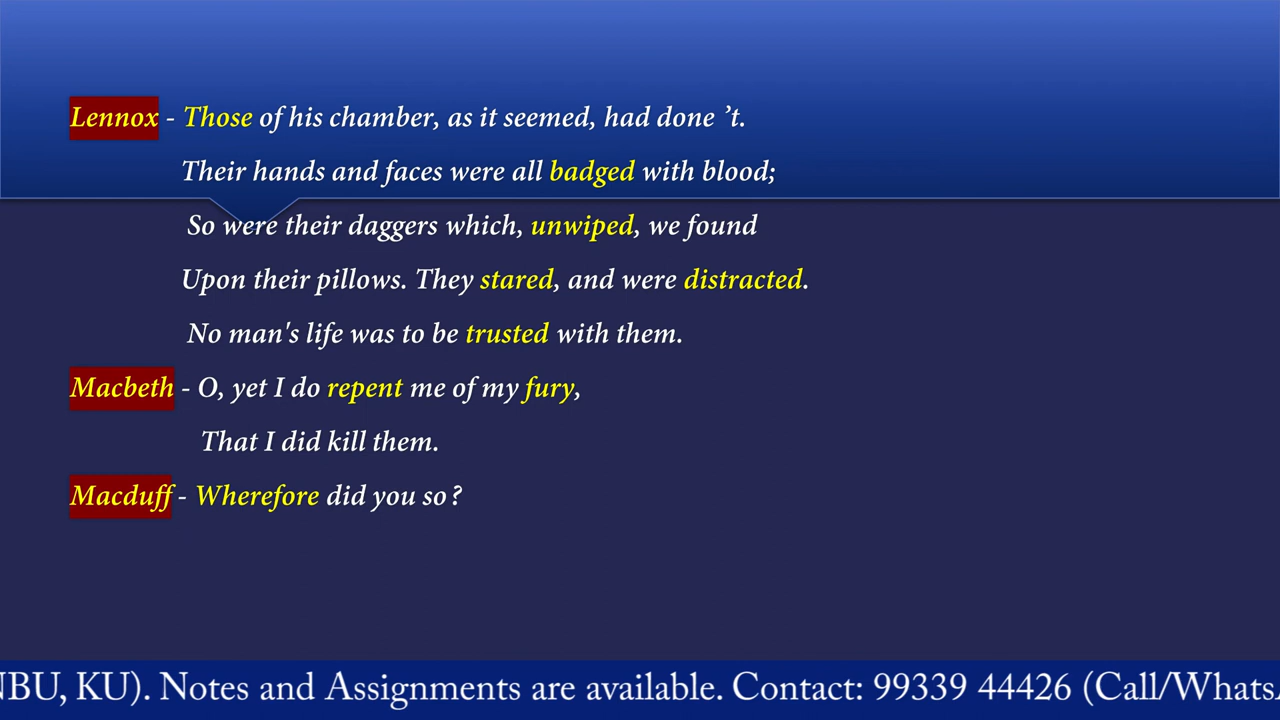 Lennox - Those of his chamber, as it seemed, had done ’t.
Their hands and faces were all badged with blood;
So were their daggers which, unwiped, we found
Upon their pillows. They stared, and were distracted.
No man's life was to be trusted with them.
Macbeth - O, yet I do repent me of my fury,
That I did kill them.
Macduff - Wherefore did you so?
NBU, KU). Notes and Assignments are available. Contact: 99339 44426 (Call/WhatsA